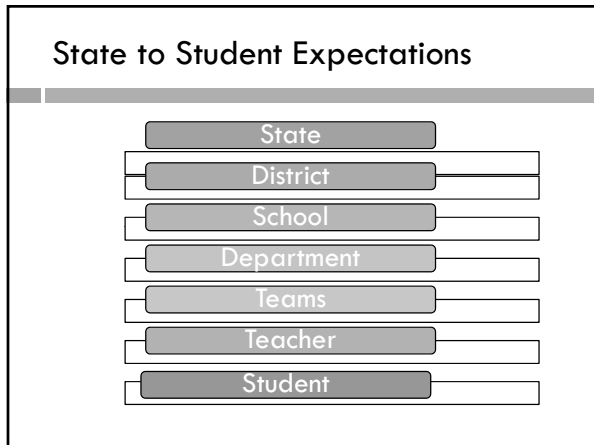 State to Student Expectations
State
District
School
Department
Teams
Teacher
Student